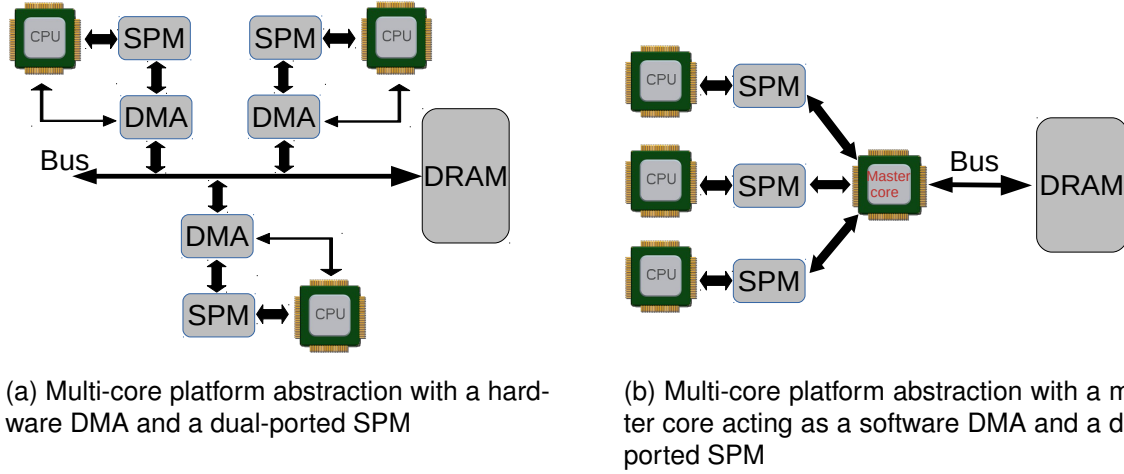 CPU SPM SPM CPU
DMA DMA
Bus
DRAM
DMA
SPM CPU
(a) Multi-core platform abstraction with a hard-
ware DMA and a dual-ported SPM
CPU SPM
CPU SPM Master
core
Bus
DRAM
CPU SPM
(b) Multi-core platform abstraction with a m
ter core acting as a software DMA and a d
ported SPM